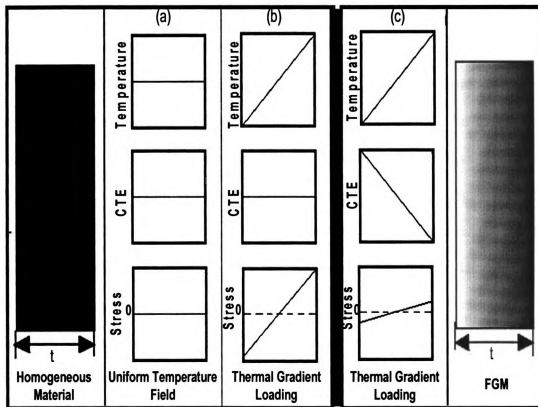 (a)
(b)
(c)
Temperature
Temperature
Temperature
CTE
CTE
CTE
Stress
0
Stress
0
Stress
0
t
t
Homogeneous
Material
Uniform Temperature
Field
Thermal Gradient
Loading
Thermal Gradient
Loading
FGM